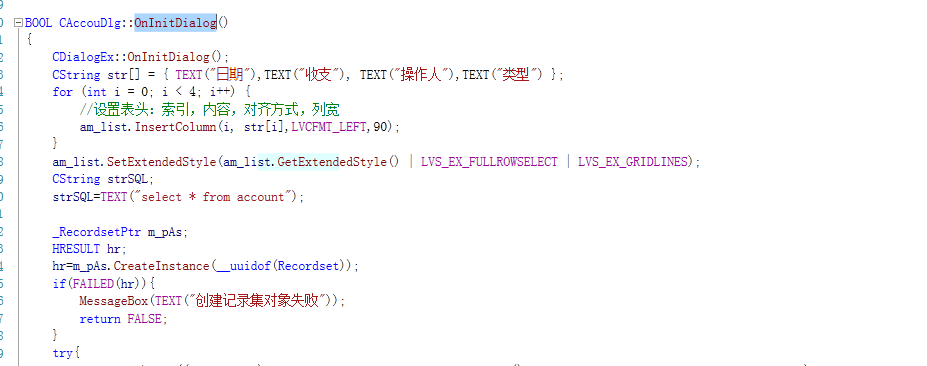 BOOL CAccouDlg::OnInitDialog()
{
CDialogEx::OnInitDialog();
CString str[] = { TEXT("日期"),TEXT("收支"), TEXT("操作人"),TEXT("类型") };
for (int i = 0; i < 4; i++) {
//设置表头：索引，内容，对齐方式，列宽
am_list.InsertColumn(i, str[i],LVCFMT_LEFT,90);
}
am_list.SetExtendedStyle(am_list.GetExtendedStyle() | LVS_EX_FULLROWSELECT | LVS_EX_GRIDLINES);
CString strSQL;
strSQL=TEXT("select * from account");
_RecordsetPtr m_pAs;
HRESULT hr;
hr=m_pAs.CreateInstance(__uuidof(Recordset));
if(FAILED(hr)){
MessageBox(TEXT("创建记录集对象失败"));
return FALSE;
}
try{